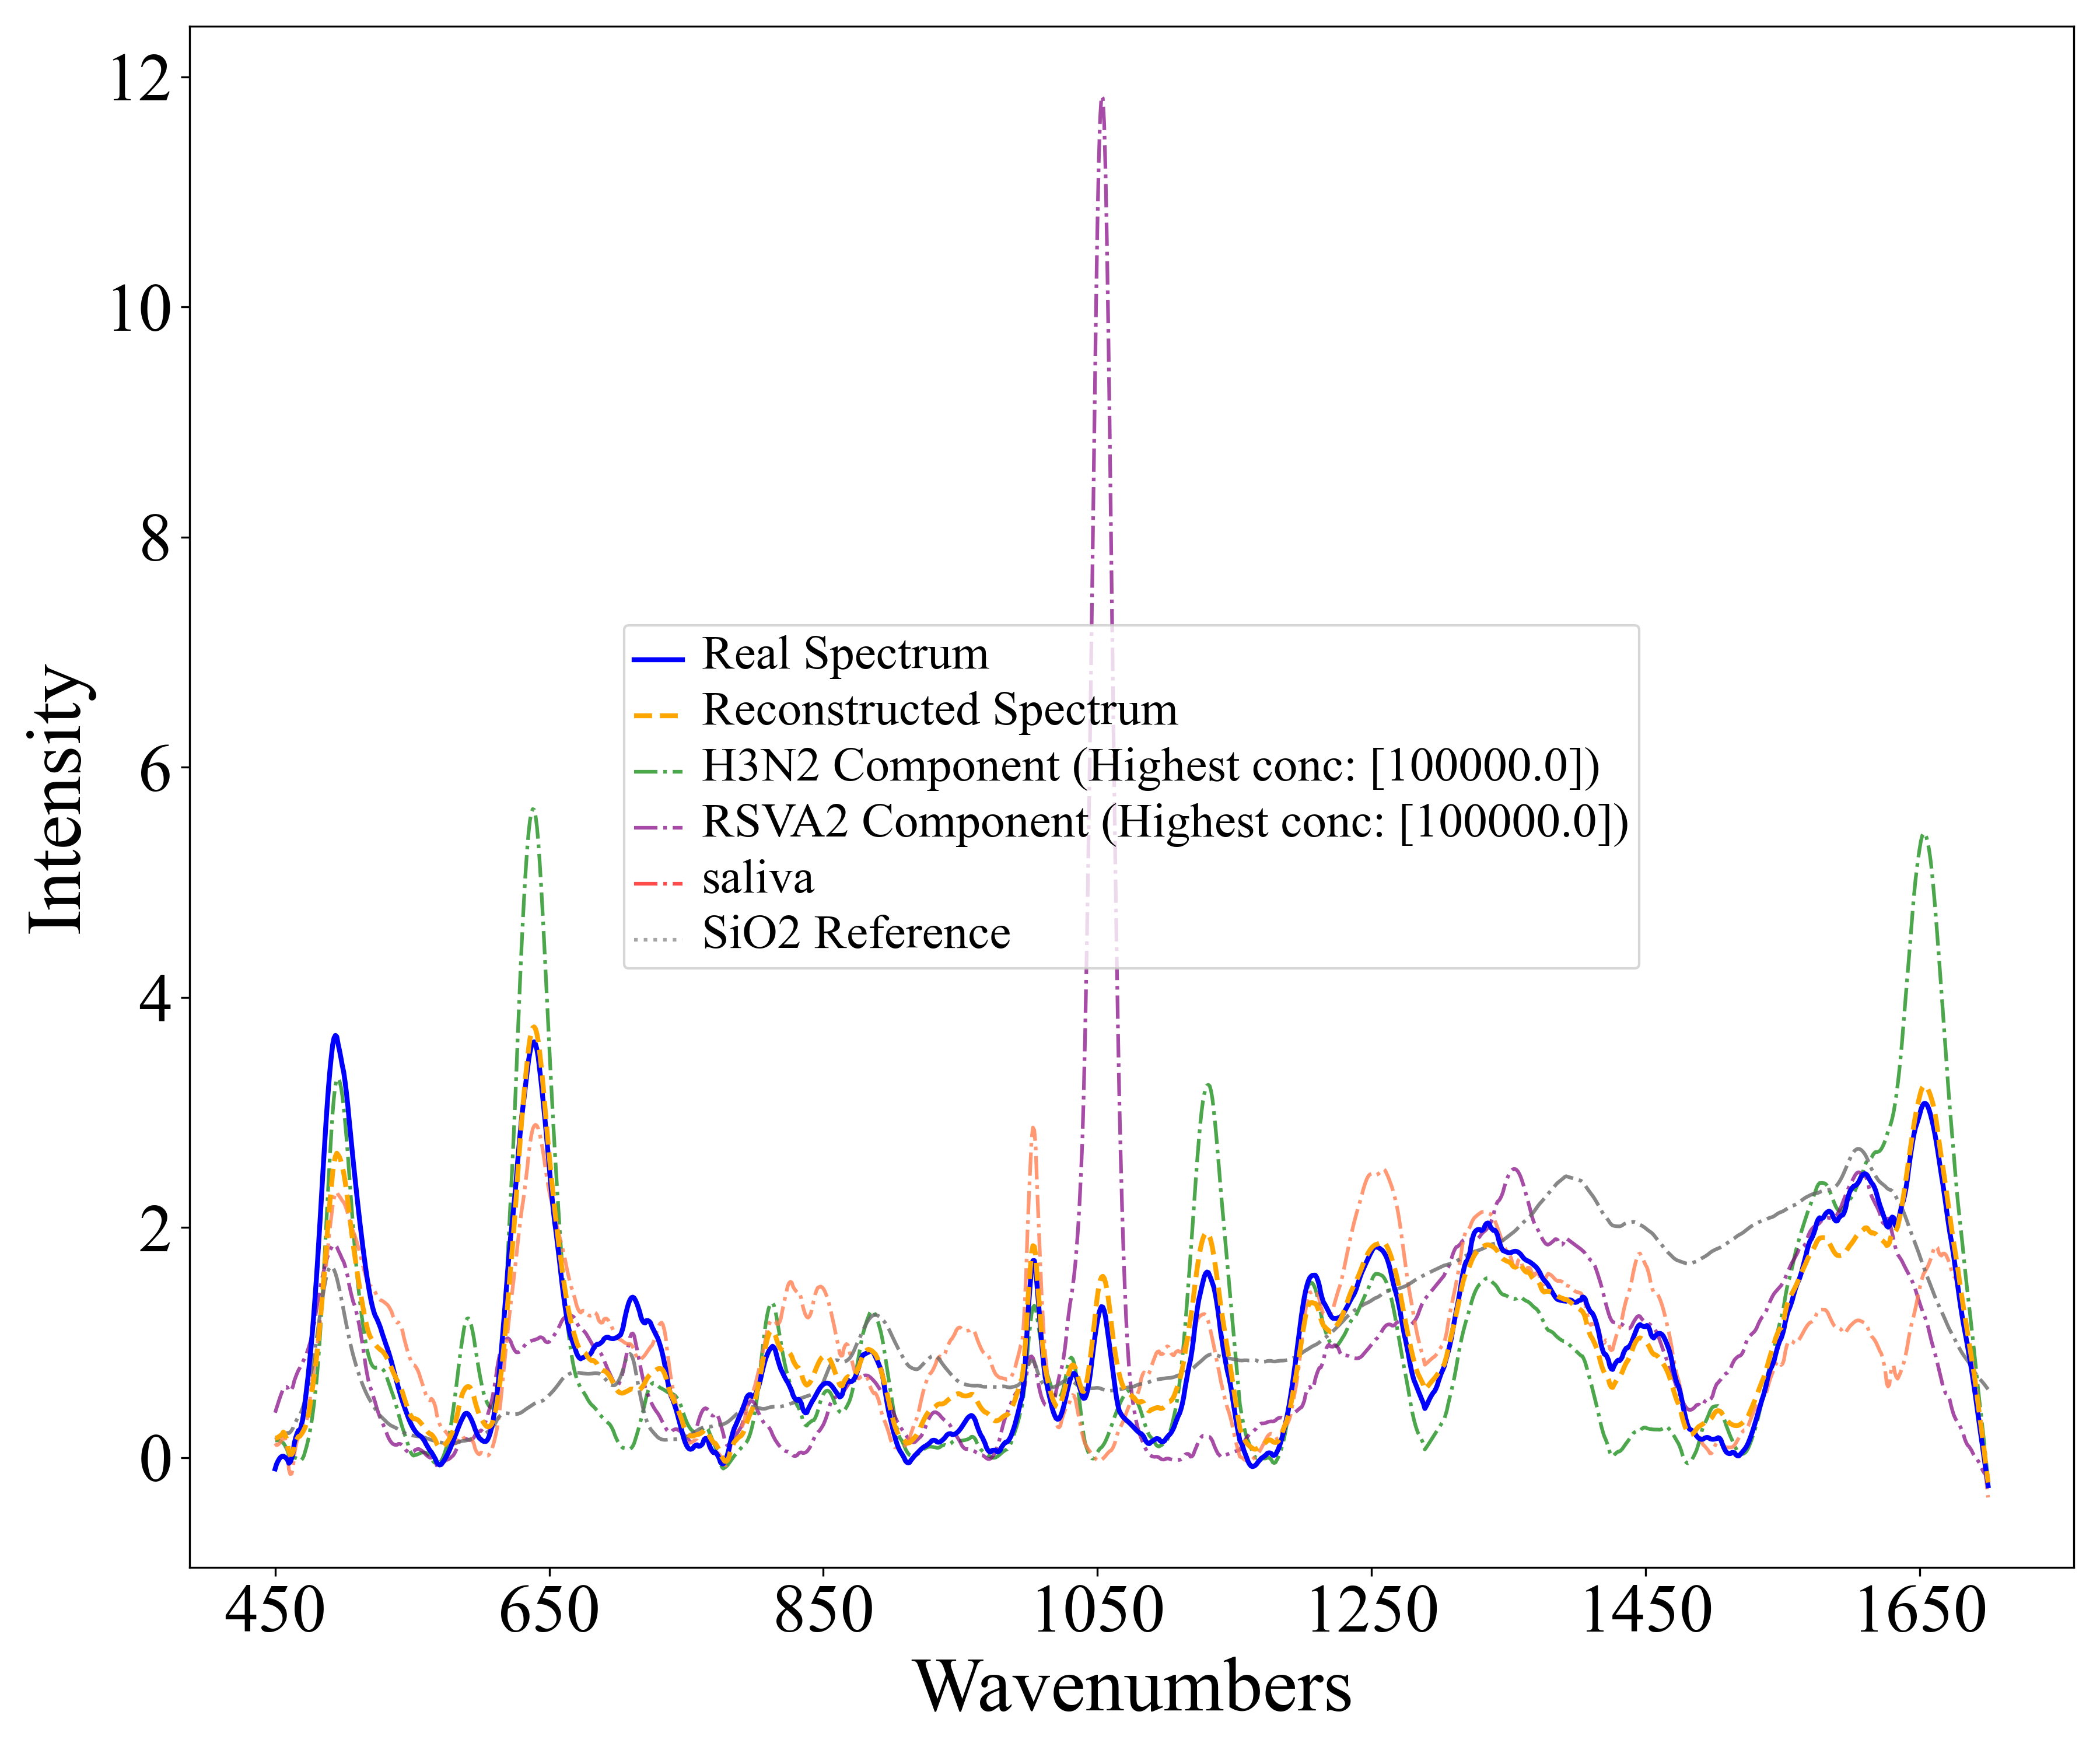 12
10
8
6
4
2
0
Intensity
Real Spectrum
Reconstructed Spectrum
H3N2 Component (Highest conc: [100000.0])
RSVA2 Component (Highest conc: [100000.0])
saliva
SiO2 Reference
450 650 850 1050 1250 1450 1650
Wavenumbers